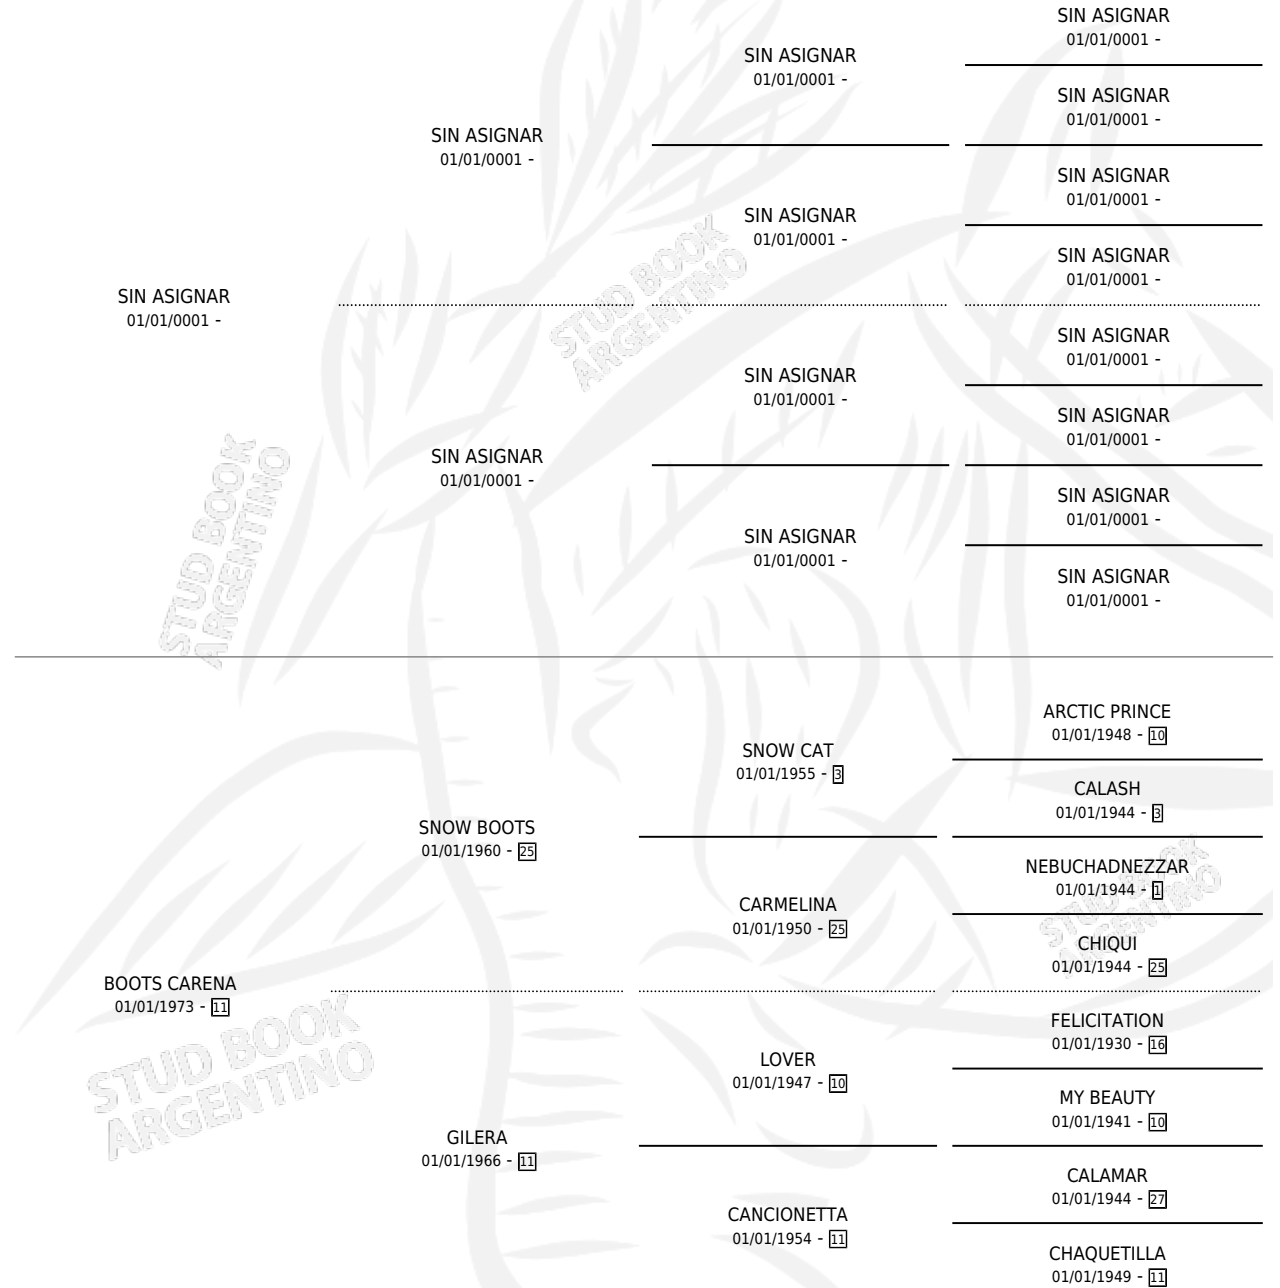 SIN ASIGNAR
01/01/0001 -
SIN ASIGNAR
01/01/0001 -
SIN ASIGNAR
01/01/0001 -
SIN ASIGNAR
01/01/0001 -
SIN ASIGNAR
01/01/0001 -
SIN ASIGNAR
01/01/0001 -
SIN ASIGNAR
01/01/0001 -
SIN ASIGNAR
01/01/0001 -
SIN ASIGNAR
01/01/0001 -
SIN ASIGNAR
01/01/0001 -
SIN ASIGNAR
01/01/0001 -
SIN ASIGNAR
01/01/0001 -
SIN ASIGNAR
01/01/0001 -
SIN ASIGNAR
01/01/0001 -
SIN ASIGNAR
01/01/0001 -
STUD BOOK
ARGENTINO
STUD BOOK
ARGENTINO
ARCTIC PRINCE
01/01/1948 - 10
SNOW CAT
01/01/1955 - 3
CALASH
01/01/1944 - 3
SNOW BOOTS
01/01/1960 - 25
NEBUCHADNEZZAR
01/01/1944 - 1
CARMELINA
01/01/1950 - 25
CHIQUI
01/01/1944 - 25
BOOTS CARENA
01/01/1973 - 11
FELICITATION
01/01/1930 - 16
LOVER
01/01/1947 - 10
MY BEAUTY
01/01/1941 - 10
GILERA
01/01/1966 - 11
CALAMAR
01/01/1944 - 27
CANCIONETTA
01/01/1954 - 11
CHAQUETILLA
01/01/1949 - 11
STUD BOOK
ARGENTINO
STUD BOOK
ARGENTINO